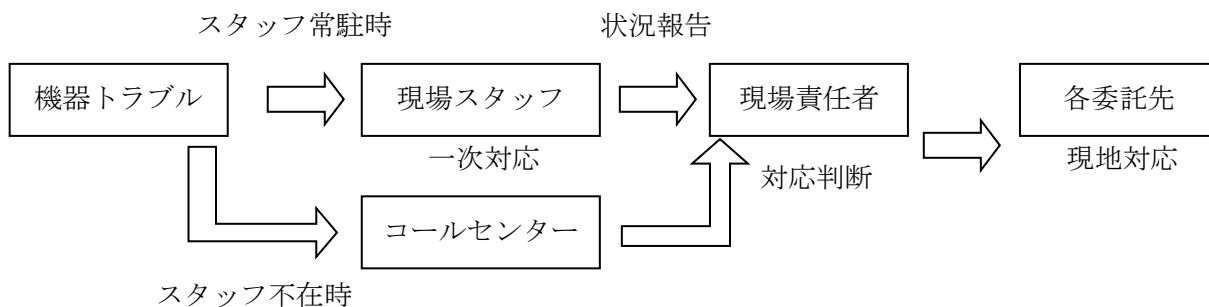 スタッフ常駐時
状況報告
機器トラブル
現場スタッフ
現場責任者
各委託先
一次対応
対応判断
現地対応
コールセンター
スタッフ不在時